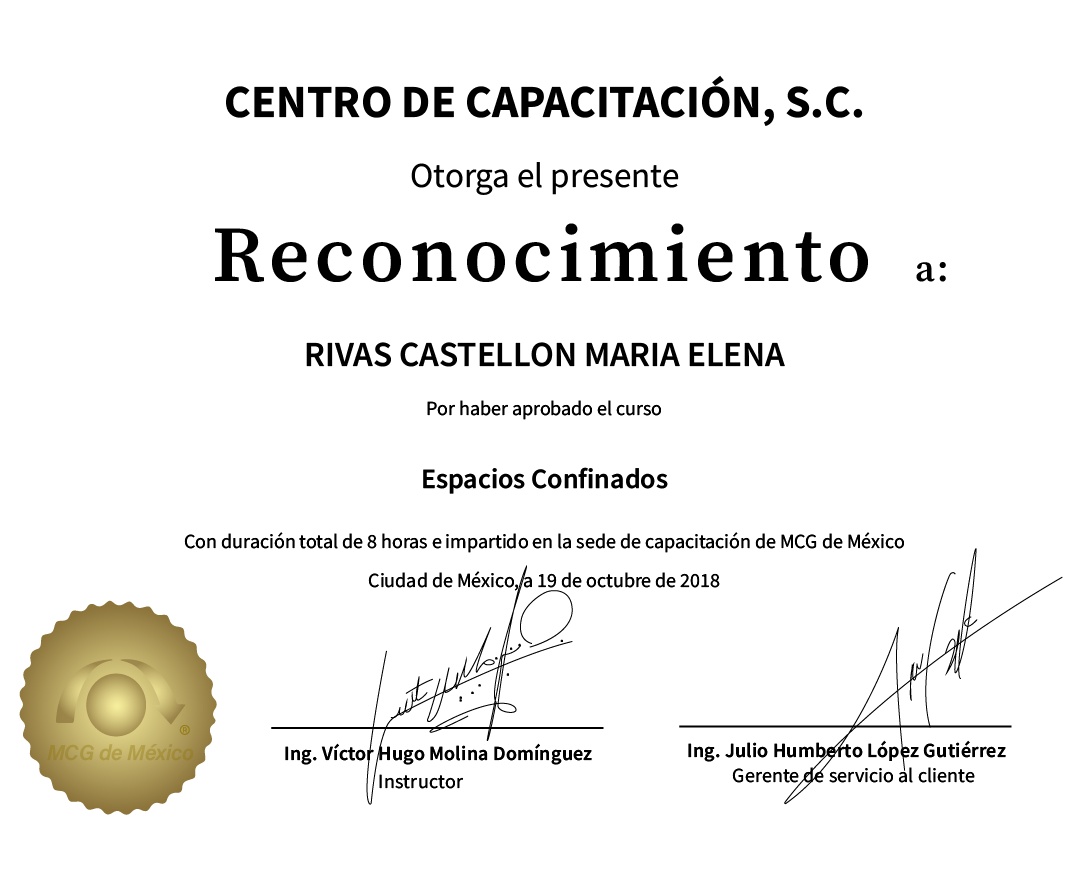 CENTRO DE CAPACITACIÓN, S.C.
Otorga el presente
Reconocimiento a:
RIVAS CASTELLON MARIA ELENA
Por haber aprobado el curso
Espacios Confinados
Con duración total de 8 horas e impartido en la sede de capacitación de MCG de México
Ciudad de México, a 19 de octubre de 2018
MCG de México®
Ing. Víctor Hugo Molina Domínguez
Instructor
Ing. Julio Humberto López Gutiérrez
Gerente de servicio al cliente